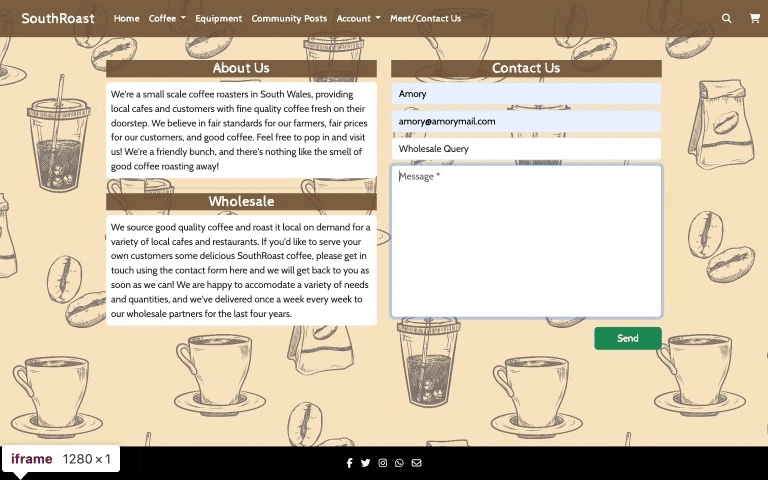 SouthRoast Home Coffee Equipment Community Posts Account Meet/Contact Us
About Us
We're a small scale coffee roasters in South Wales, providing
local cafes and customers with fine quality coffee fresh on their
doorstep. We believe in fair standards for our farmers, fair prices
for our customers, and good coffee. Feel free to pop in and visit
us! We're a friendly bunch, and there's nothing like the smell of
good coffee roasting away!
Wholesale
We source good quality coffee and roast it local on demand for a
variety of local cafes and restaurants. If you'd like to serve your
own customers some delicious SouthRoast coffee, please get in
touch using the contact form here and we will get back to you as
soon as we can! We are happy to accomodate a variety of needs
and quantities, and we've delivered once a week every week to
our wholesale partners for the last four years.
Contact Us
Amory
amory@amorymail.com
Wholesale Query
Message *
Send
iframe 1280×1